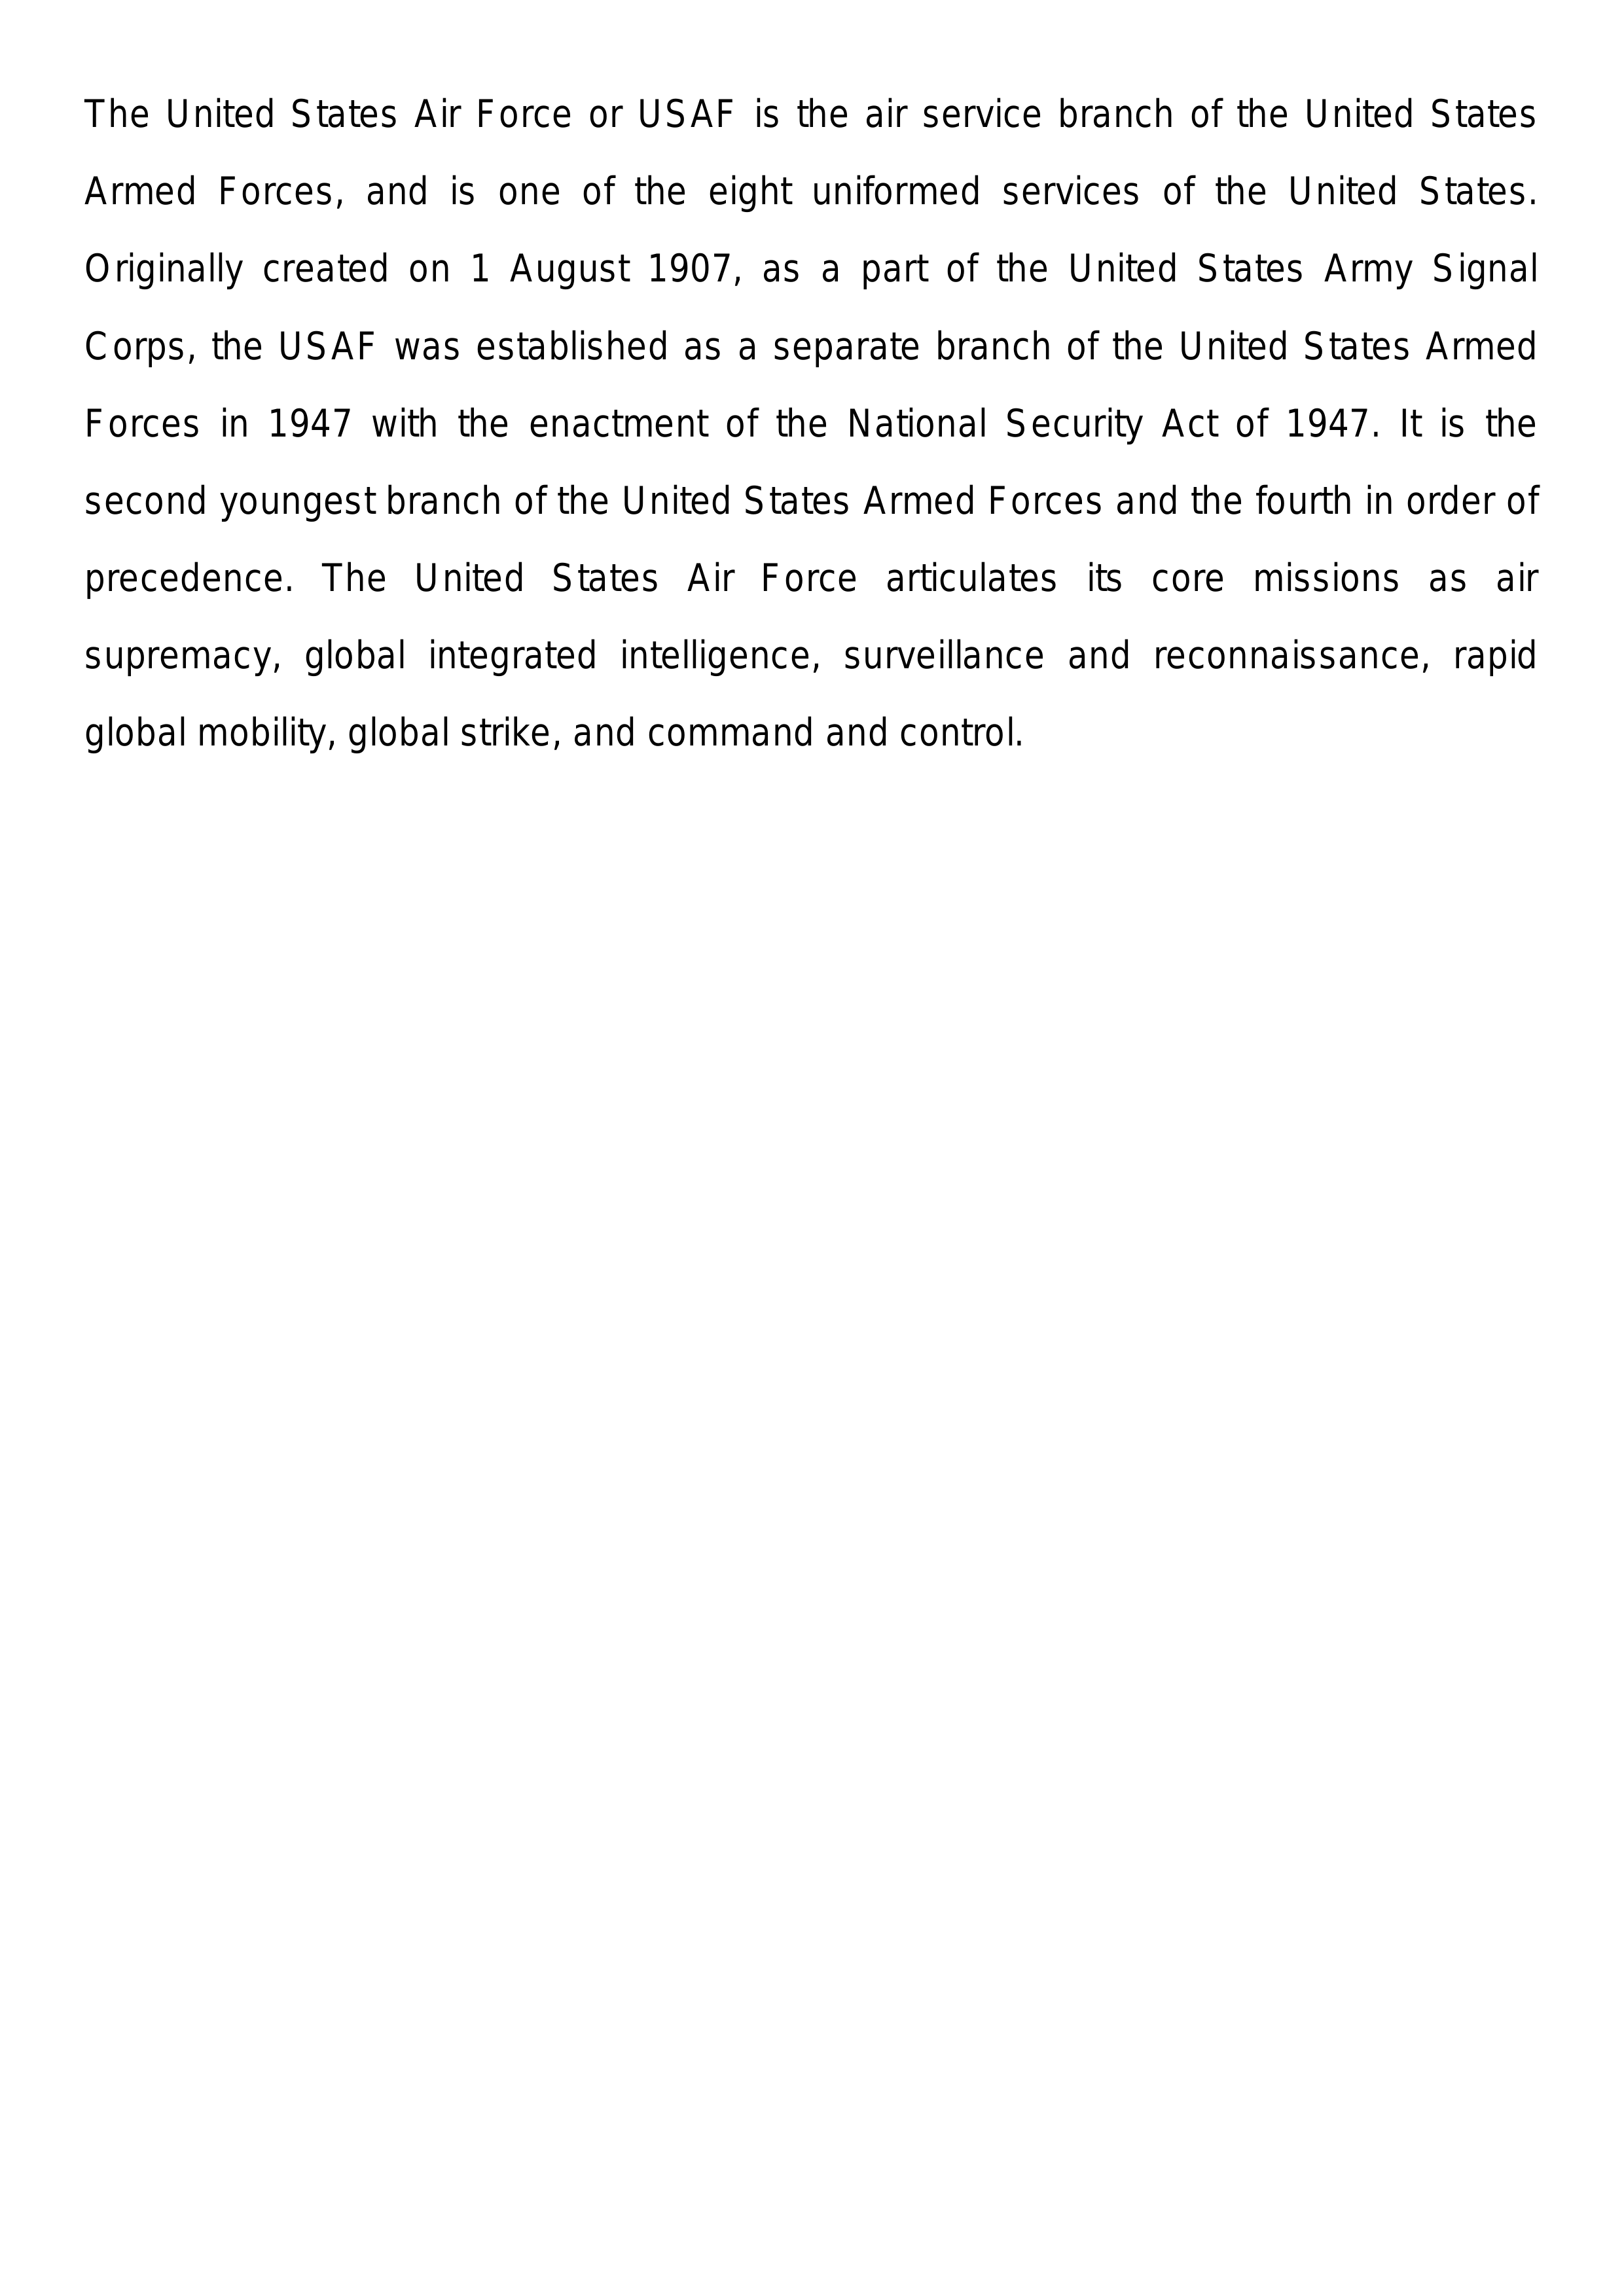 The United States Air Force or USAF is the air service branch of the United States
Armed Forces, and is one of the eight uniformed services of the United States.
Originally created on 1 August 1907, as a part of the United States Army Signal
Corps, the USAF was established as a separate branch of the United States Armed
Forces in 1947 with the enactment of the National Security Act of 1947. It is the
second youngest branch of the United States Armed Forces and the fourth in order of
precedence. The United States Air Force articulates its core missions as air
supremacy, global integrated intelligence, surveillance and reconnaissance, rapid
global mobility, global strike, and command and control.